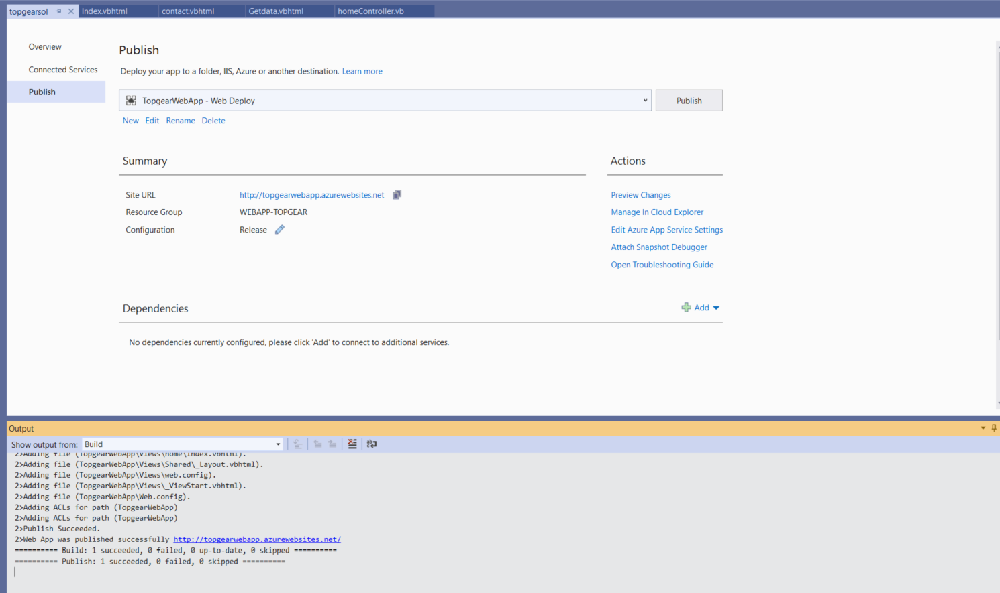 topgearsol
Index.vbhtml
contact.vbhtml
Getdata.vbhtml
homeController.vb
Overview
Connected Services
Publish
Publish
Deploy your app to a folder, IIS, Azure or another destination. Learn more
TopgearWebApp - Web Deploy
Publish
New Edit Rename Delete
Summary
Site URL http://topgearwebapp.azurewebsites.net
Resource Group WEBAPP-TOPGEAR
Configuration Release
Actions
Preview Changes
Manage In Cloud Explorer
Edit Azure App Service Settings
Attach Snapshot Debugger
Open Troubleshooting Guide
Dependencies
Add
No dependencies currently configured, please click 'Add' to connect to additional services.
Output
Show output from: Build
2>Adding file (TopgearWebApp\Views\home\Index.vbhtml).
2>Adding file (TopgearWebApp\Views\Shared\_Layout.vbhtml).
2>Adding file (TopgearWebApp\Views\web.config).
2>Adding file (TopgearWebApp\Views\_ViewStart.vbhtml).
2>Adding file (TopgearWebApp\Web.config).
2>Adding ACLs for path (TopgearWebApp)
2>Adding ACLs for path (TopgearWebApp)
2>Publish Succeeded.
2>Web App was published successfully http://topgearwebapp.azurewebsites.net/
========== Build: 1 succeeded, 0 failed, 0 up-to-date, 0 skipped ==========
========== Publish: 1 succeeded, 0 failed, 0 skipped ==========